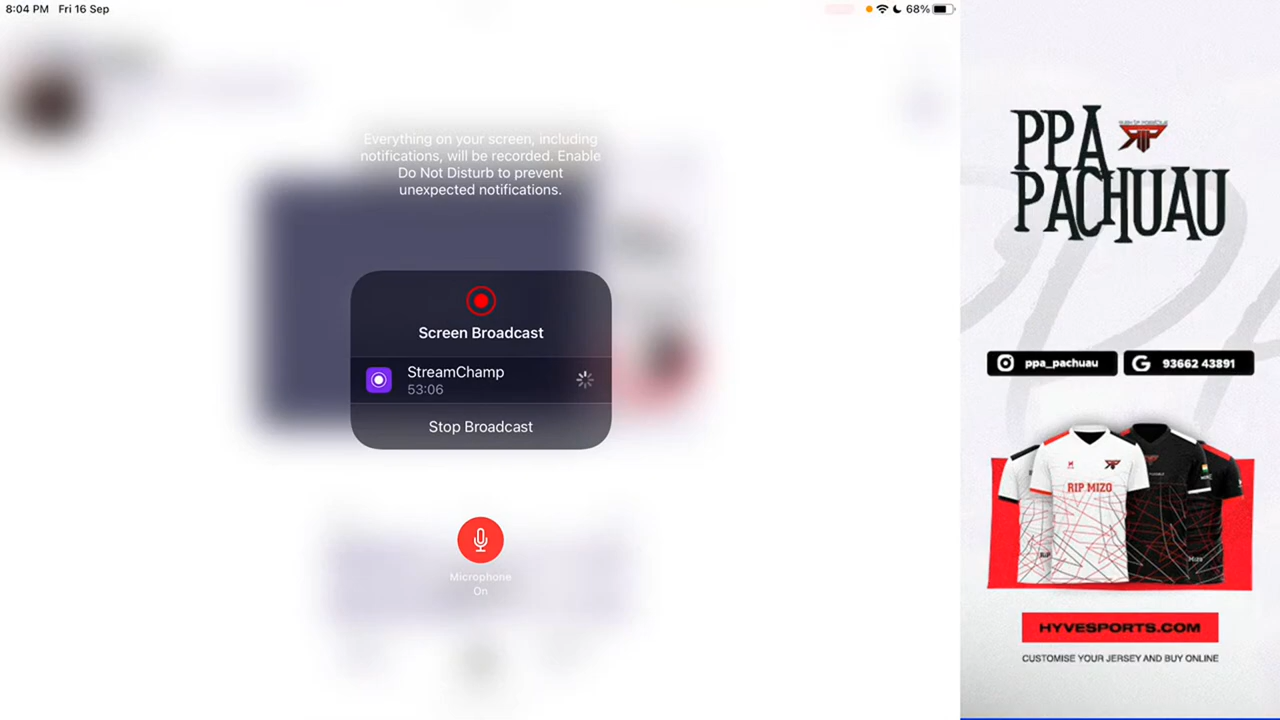 8:04 PM Fri 16 Sep
68%
Everything on your screen, including
notifications, will be recorded. Enable
Do Not Disturb to prevent
unexpected notifications.
Screen Broadcast
StreamChamp
53:06
Stop Broadcast
Microphone
On
PPA
RIP
PACHUAU
ppa_pachuau
93662 43891
RIP MIZO
HYVESPORTS.COM
CUSTOMISE YOUR JERSEY AND BUY ONLINE